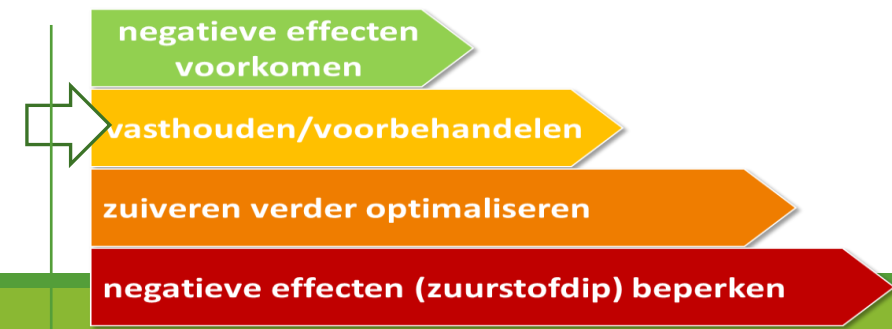 negatieve effecten
voorkomen
vasthouden/voorbehandelen
zuiveren verder optimaliseren
negatieve effecten (zuurstofdip) beperken